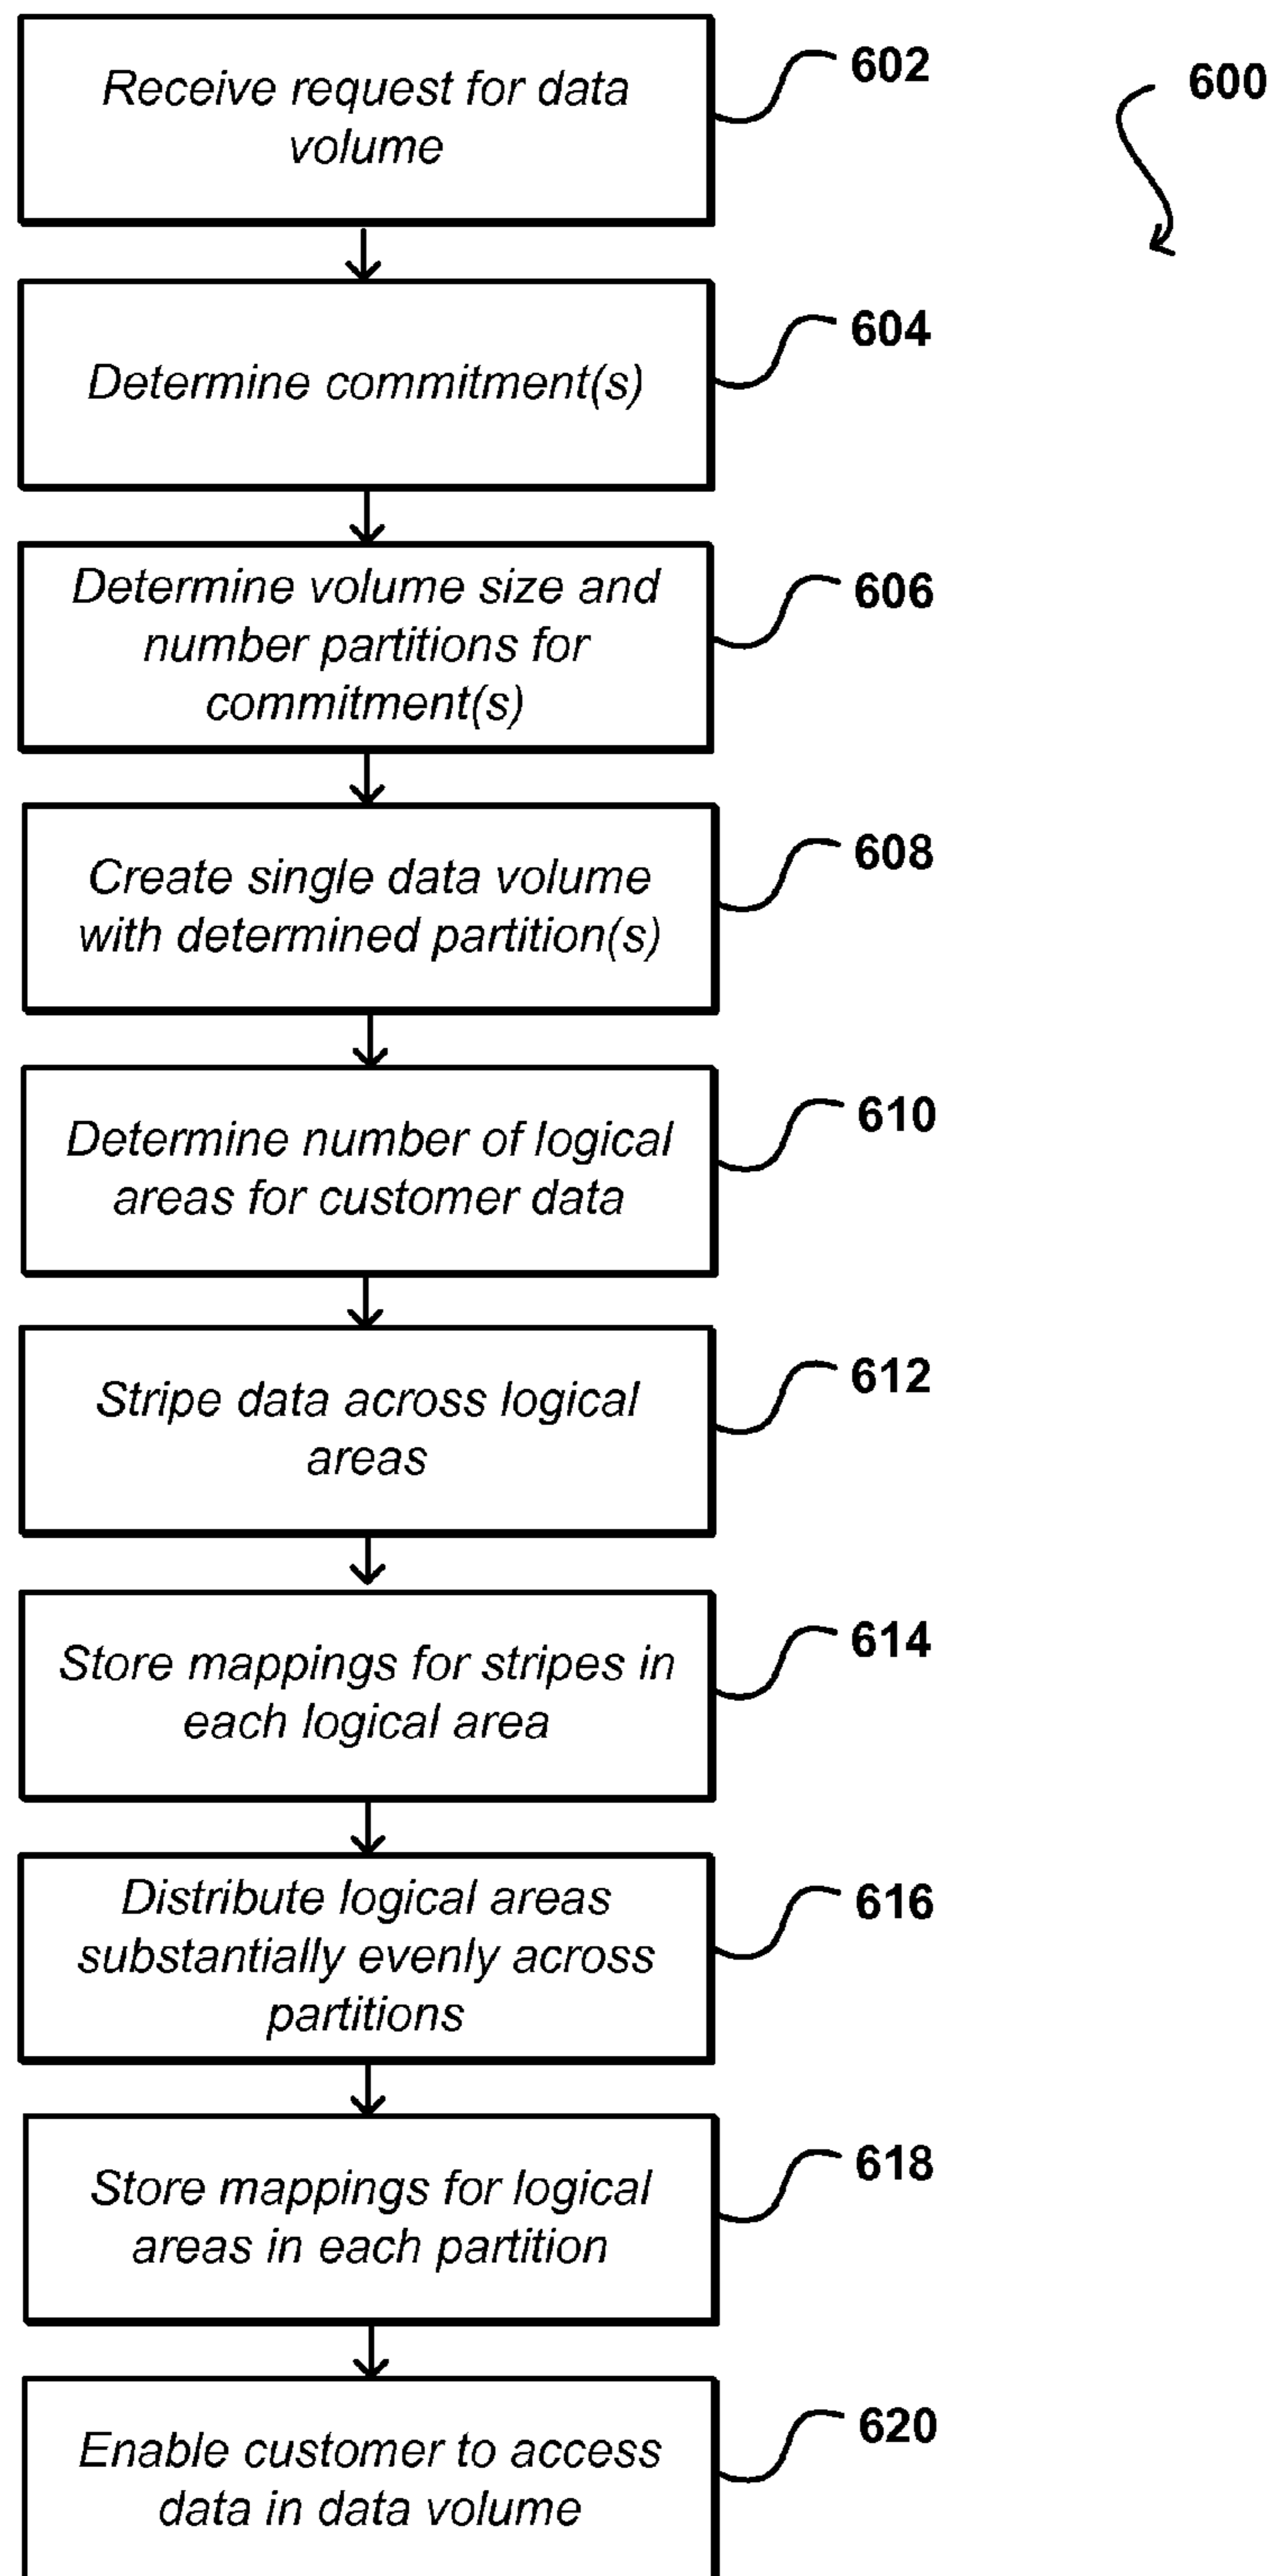 Receive request for data
volume
602
600
Determine commitment(s)
604
Determine volume size and
number partitions for
commitment(s)
606
Create single data volume
with determined partition(s)
608
Determine number of logical
areas for customer data
610
Stripe data across logical
areas
612
Store mappings for stripes in
each logical area
614
Distribute logical areas
substantially evenly across
partitions
616
Store mappings for logical
areas in each partition
618
Enable customer to access
data in data volume
620